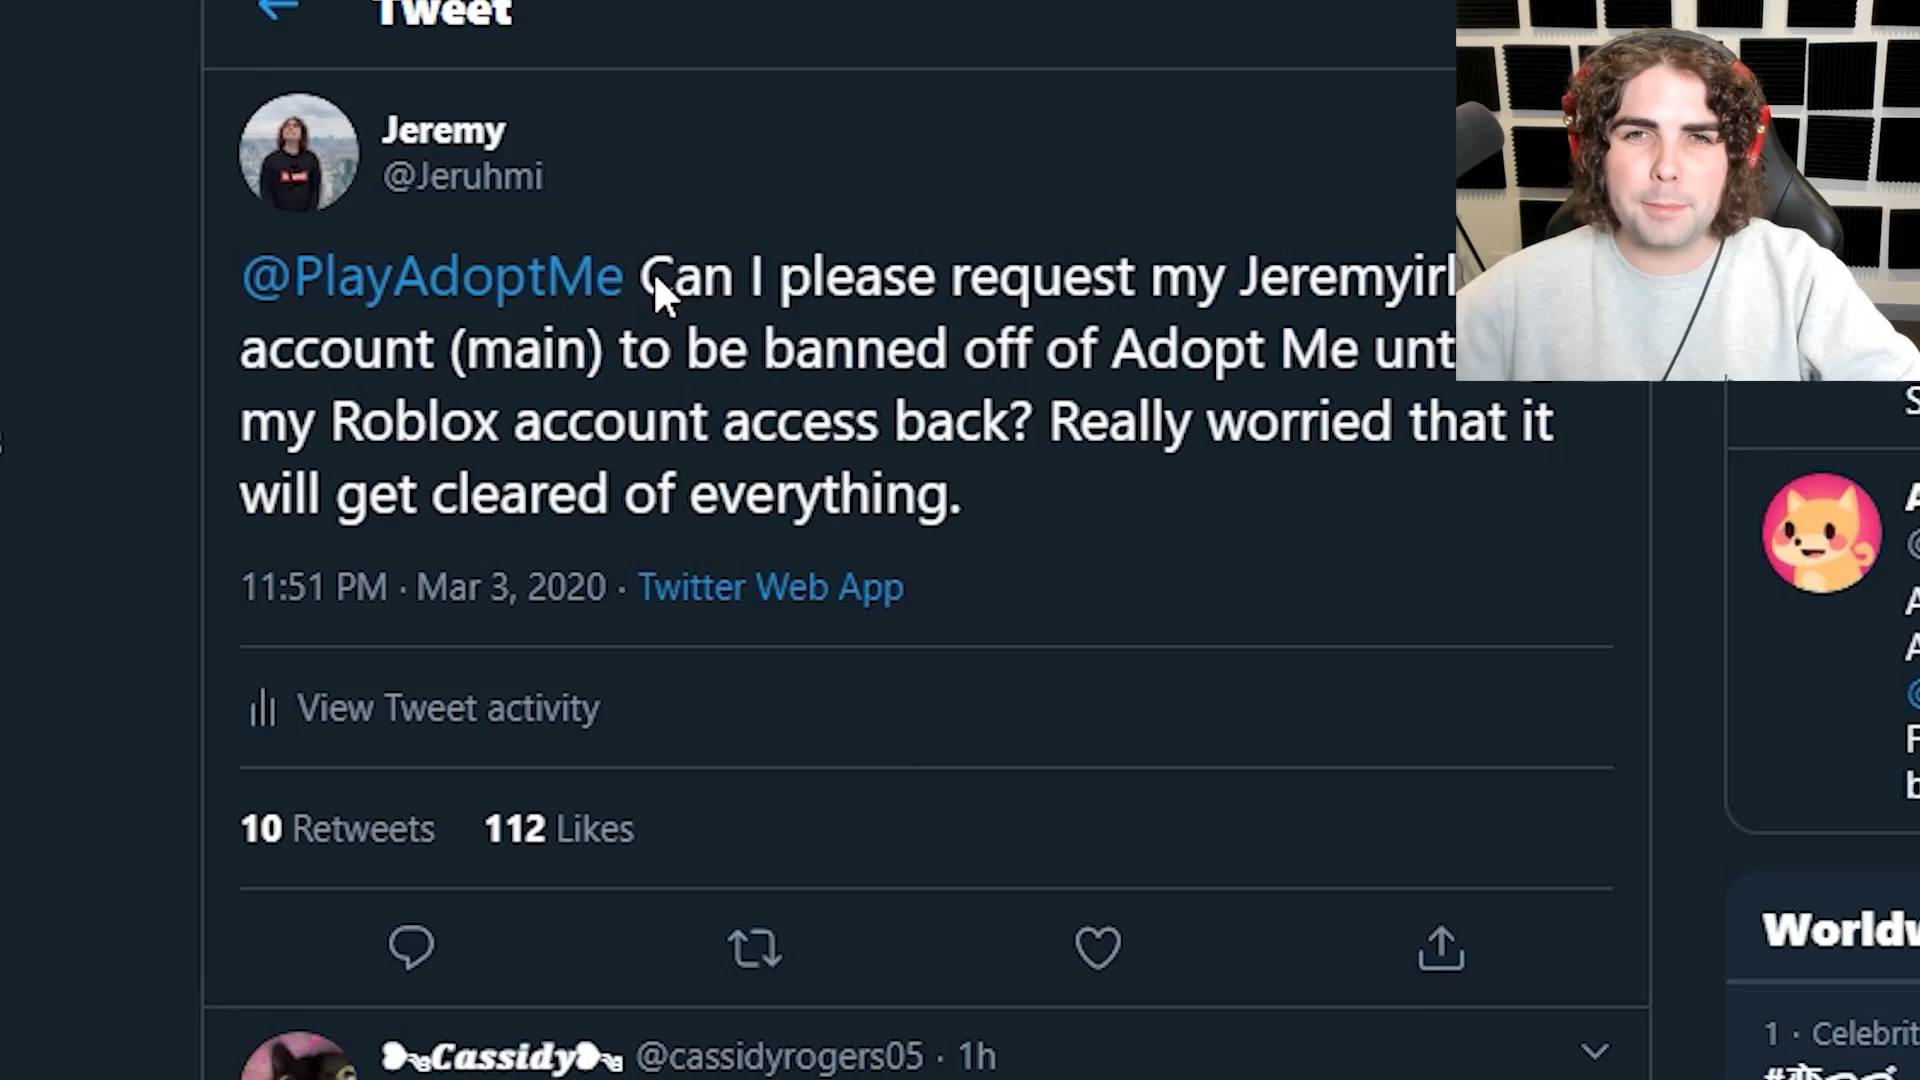 Tweet
Jeremy
@Jeruhmi
@PlayAdoptMe Can I please request my Jeremyirl
account (main) to be banned off of Adopt Me
my Roblox account access back? Really worried that it
will get cleared of everything.
11:51 PM · Mar 3, 2020 · Twitter Web App
View Tweet activity
10 Retweets 112 Likes
Cassidy @cassidyrogers05 · 1h
1 ·